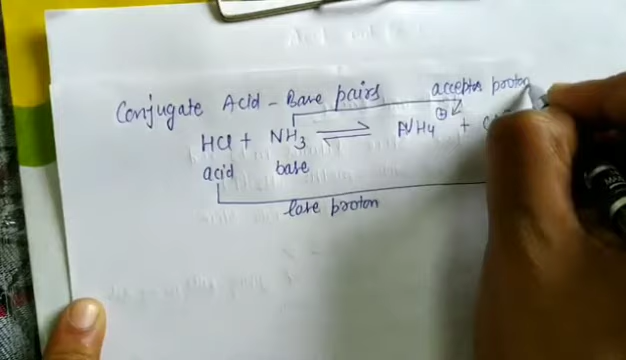 Conjugate Acid - Base pairs
accepts proton
HCl + NH3 ⇌ NH4⊕ +
acid base
lose proton